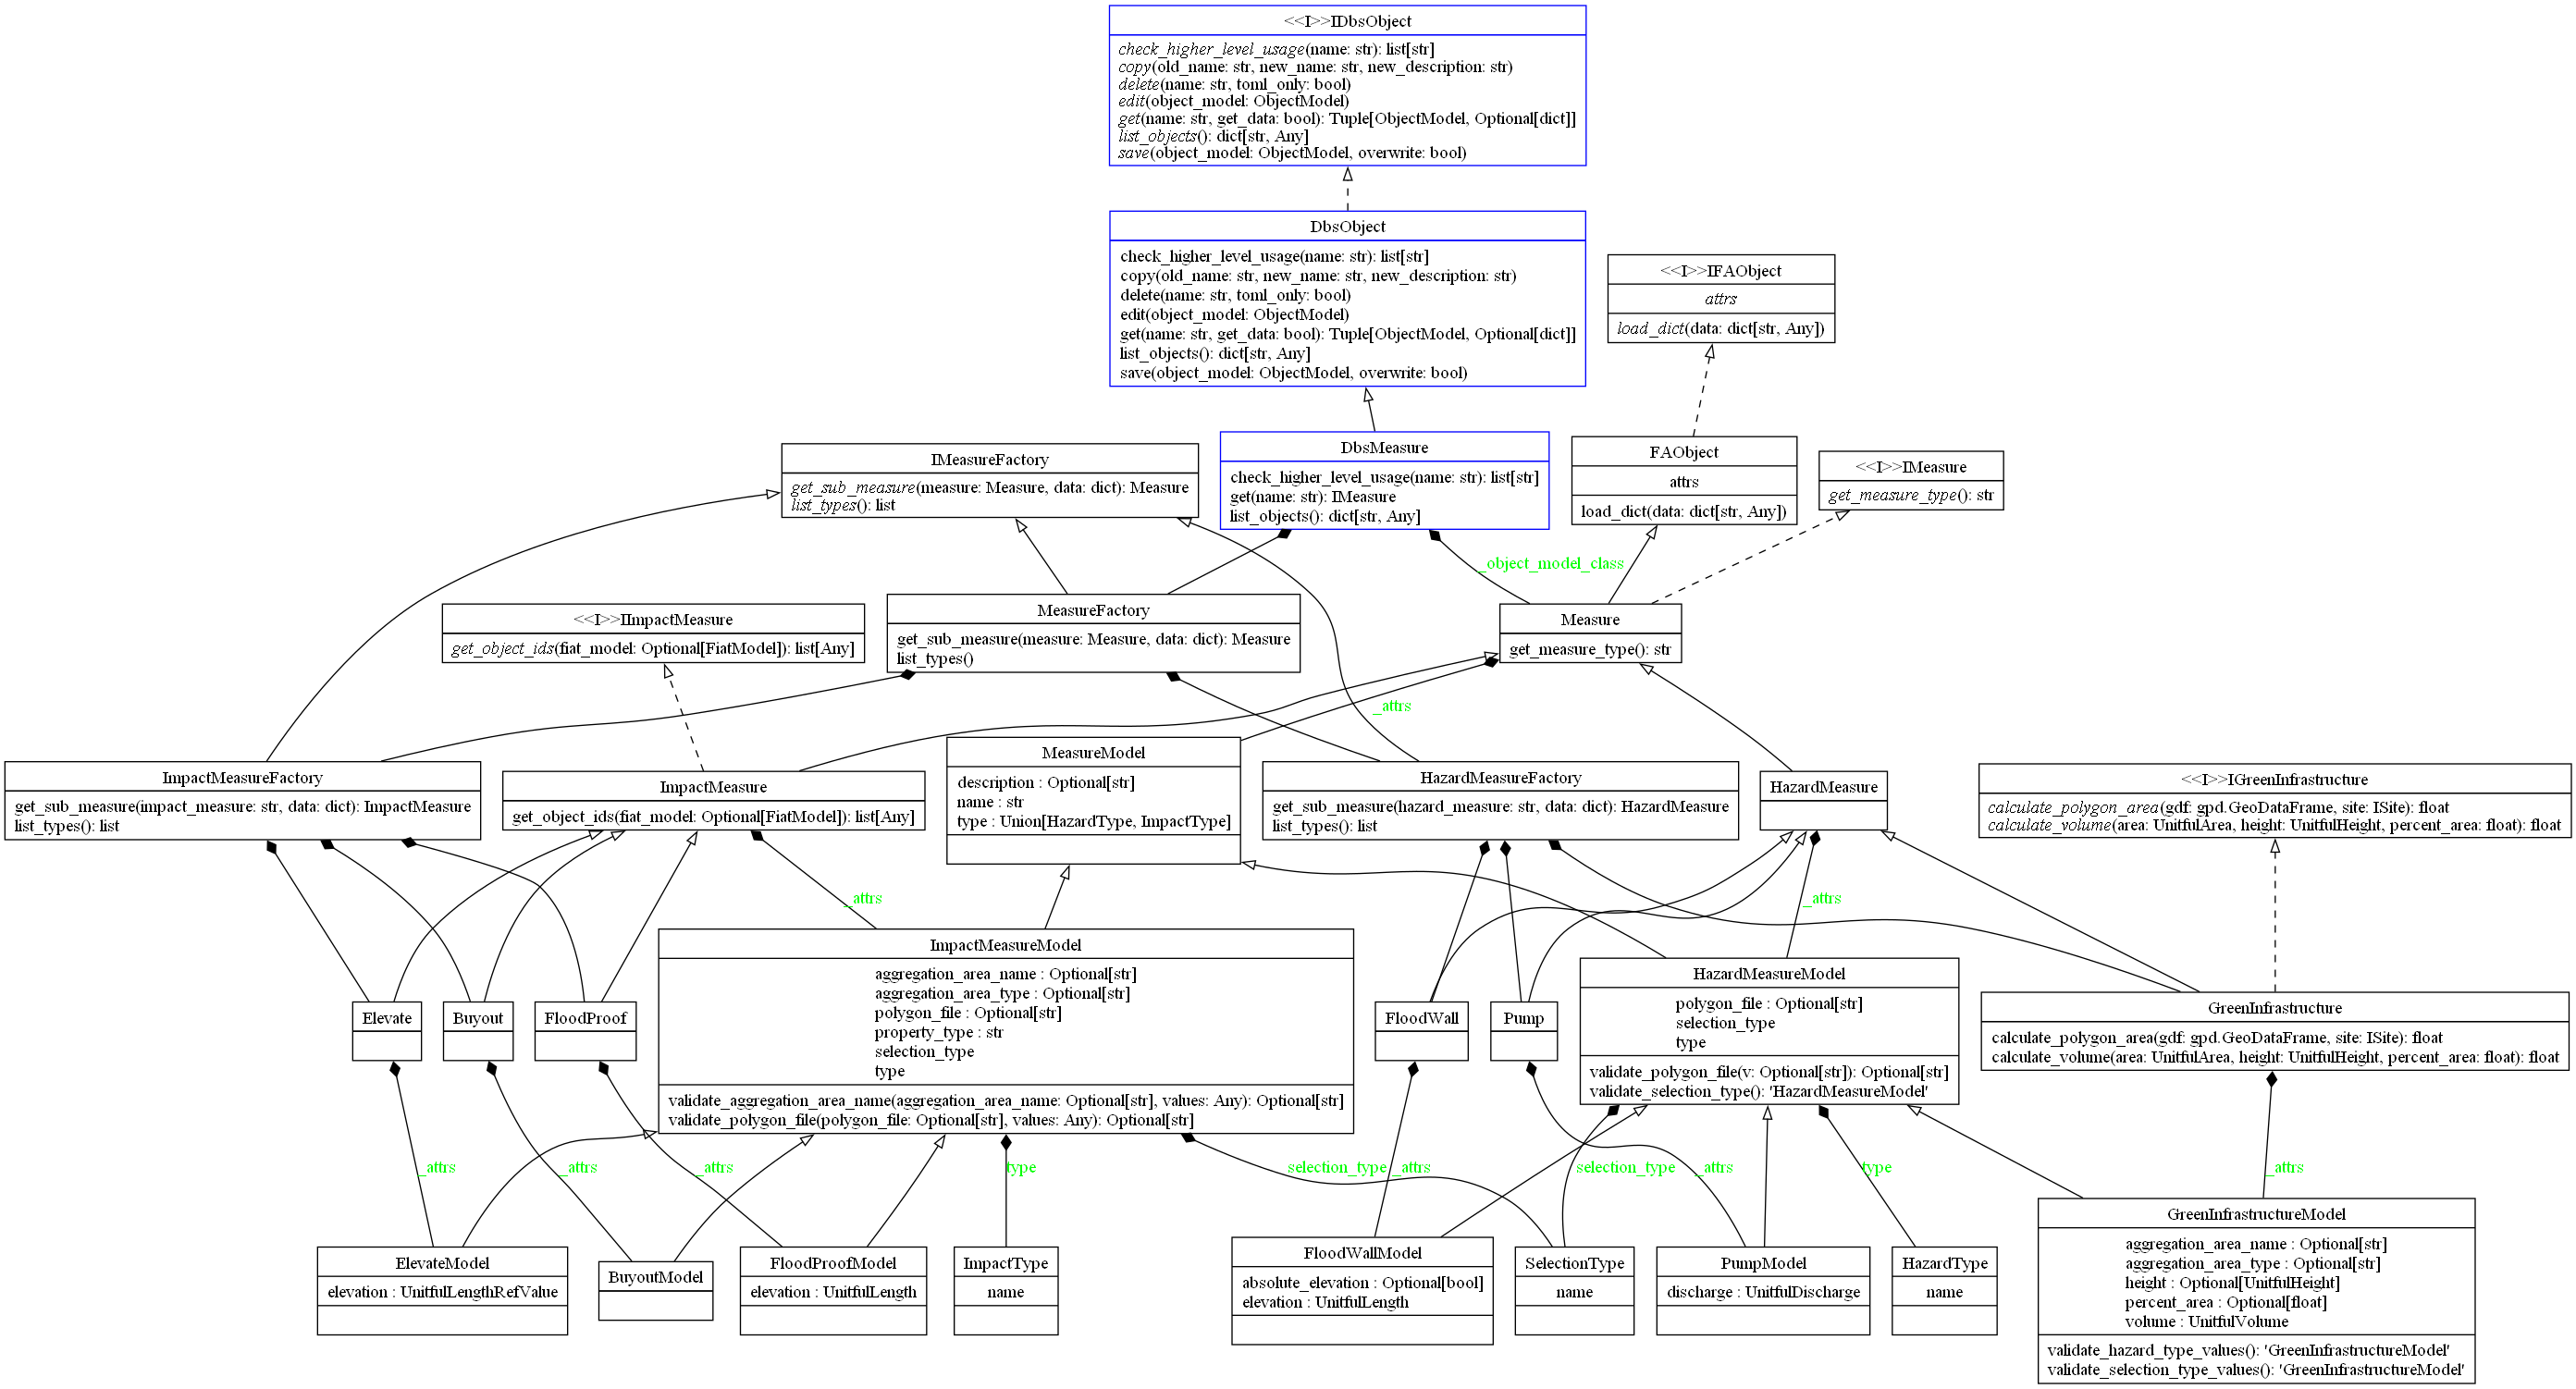 <<I>>IDbsObject
check_higher_level_usage(name: str): list[str]
copy(old_name: str, new_name: str, new_description: str)
delete(name: str, toml_only: bool)
edit(object_model: ObjectModel)
get(name: str, get_data: bool): Tuple[ObjectModel, Optional[dict]]
list_objects(): dict[str, Any]
save(object_model: ObjectModel, overwrite: bool)
DbsObject
check_higher_level_usage(name: str): list[str]
copy(old_name: str, new_name: str, new_description: str)
delete(name: str, toml_only: bool)
edit(object_model: ObjectModel)
get(name: str, get_data: bool): Tuple[ObjectModel, Optional[dict]]
list_objects(): dict[str, Any]
save(object_model: ObjectModel, overwrite: bool)
<<I>>IFAObject
attrs
load_dict(data: dict[str, Any])
IMeasureFactory
get_sub_measure(measure: Measure, data: dict): Measure
list_types(): list
DbsMeasure
check_higher_level_usage(name: str): list[str]
get(name: str): IMeasure
list_objects(): dict[str, Any]
FAObject
attrs
load_dict(data: dict[str, Any])
<<I>>IMeasure
get_measure_type(): str
_object_model_class
<<I>>IImpactMeasure
get_object_ids(fiat_model: Optional[FiatModel]): list[Any]
MeasureFactory
get_sub_measure(measure: Measure, data: dict): Measure
list_types()
Measure
get_measure_type(): str
_attrs
ImpactMeasureFactory
get_sub_measure(impact_measure: str, data: dict): ImpactMeasure
list_types(): list
ImpactMeasure
get_object_ids(fiat_model: Optional[FiatModel]): list[Any]
MeasureModel
description : Optional[str]
name : str
type : Union[HazardType, ImpactType]
HazardMeasureFactory
get_sub_measure(hazard_measure: str, data: dict): HazardMeasure
list_types(): list
HazardMeasure
<<I>>IGreenInfrastructure
calculate_polygon_area(gdf: gpd.GeoDataFrame, site: ISite): float
calculate_volume(area: UnitfulArea, height: UnitfulHeight, percent_area: float): float
_attrs
_attrs
Elevate
Buyout
FloodProof
ImpactMeasureModel
aggregation_area_name : Optional[str]
aggregation_area_type : Optional[str]
polygon_file : Optional[str]
property_type : str
selection_type
type
validate_aggregation_area_name(aggregation_area_name: Optional[str], values: Any): Optional[str]
validate_polygon_file(polygon_file: Optional[str], values: Any): Optional[str]
FloodWall
Pump
HazardMeasureModel
polygon_file : Optional[str]
selection_type
type
validate_polygon_file(v: Optional[str]): Optional[str]
validate_selection_type(): 'HazardMeasureModel'
GreenInfrastructure
calculate_polygon_area(gdf: gpd.GeoDataFrame, site: ISite): float
calculate_volume(area: UnitfulArea, height: UnitfulHeight, percent_area: float): float
_attrs
_attrs
_attrs
type
selection_type
_attrs
selection_type
_attrs
type
_attrs
ElevateModel
elevation : UnitfulLengthRefValue
BuyoutModel
FloodProofModel
elevation : UnitfulLength
ImpactType
name
FloodWallModel
absolute_elevation : Optional[bool]
elevation : UnitfulLength
SelectionType
name
PumpModel
discharge : UnitfulDischarge
HazardType
name
GreenInfrastructureModel
aggregation_area_name : Optional[str]
aggregation_area_type : Optional[str]
height : Optional[UnitfulHeight]
percent_area : Optional[float]
volume : UnitfulVolume
validate_hazard_type_values(): 'GreenInfrastructureModel'
validate_selection_type_values(): 'GreenInfrastructureModel'